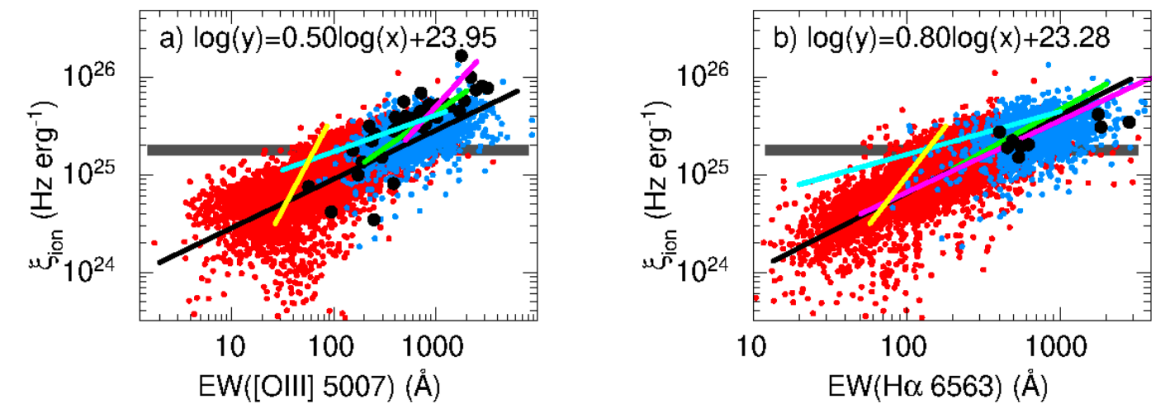 a) log(y)=0.50log(x)+23.95
10²⁶
10²⁵
10²⁴
ξion (Hz erg⁻¹)
10 100 1000
EW([OIII] 5007) (Å)
b) log(y)=0.80log(x)+23.28
10²⁶
10²⁵
10²⁴
ξion (Hz erg⁻¹)
10 100 1000
EW(Hα 6563) (Å)